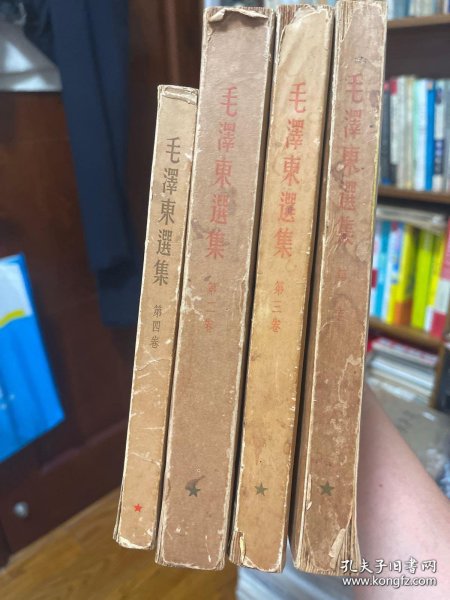 毛澤東選集
第四卷
毛澤東選集
第二卷
毛澤東選集
第三卷
毛澤東選集
孔夫子旧书网
www.kongfz.com